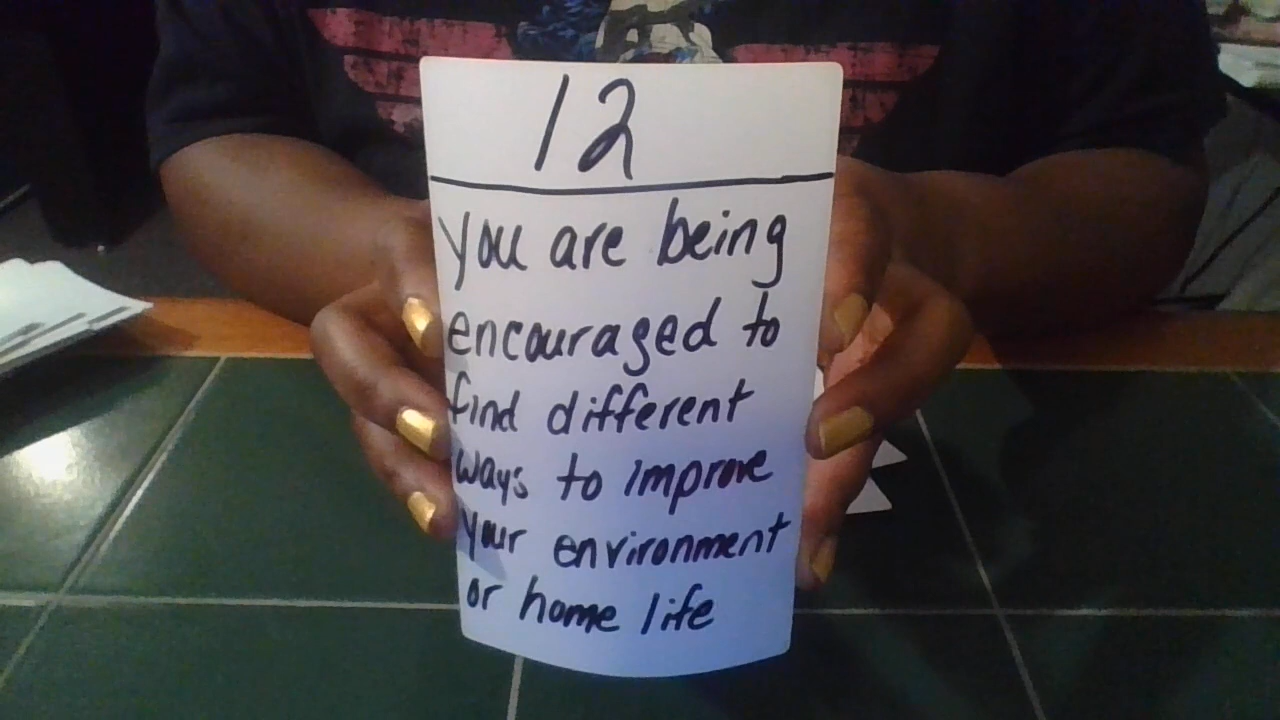 12
you are being
encouraged to
find different
ways to improve
your environment
or home life